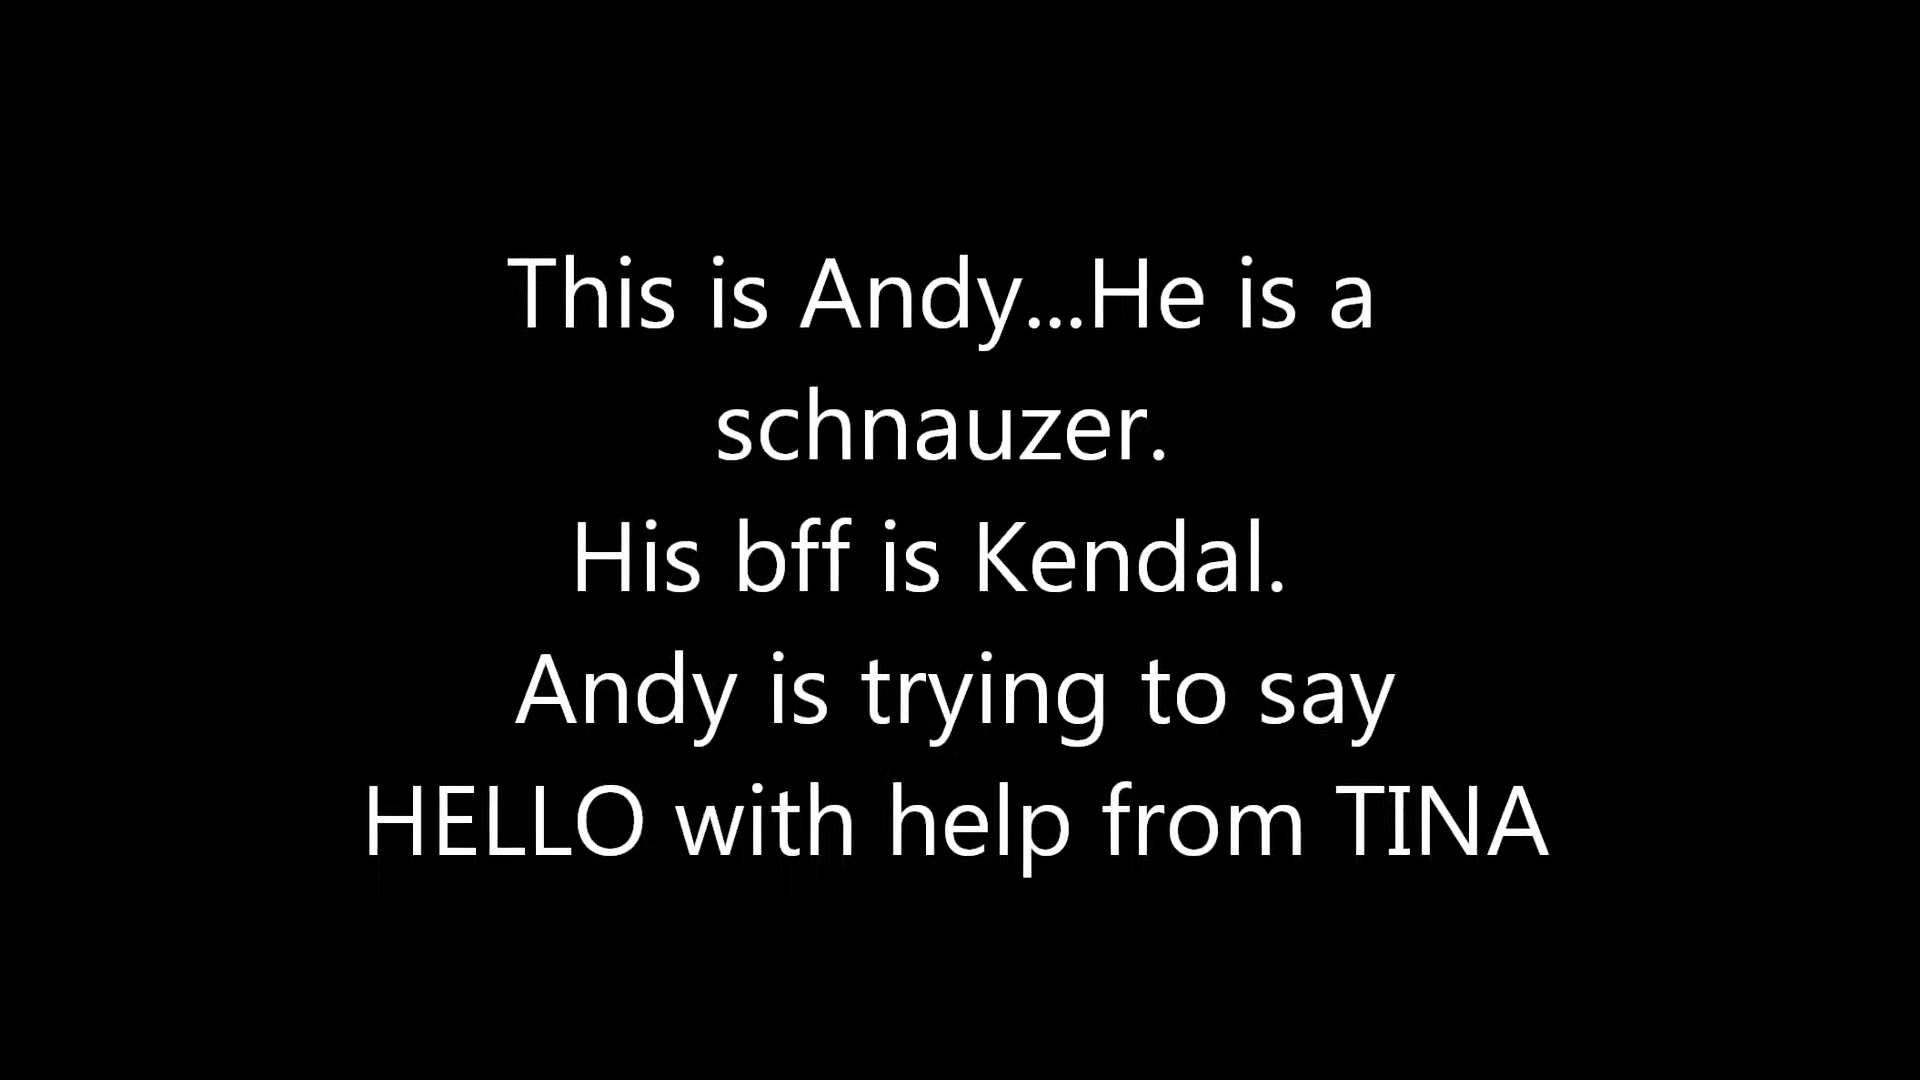 This is Andy...He is a
schnauzer.
His bff is Kendal.
Andy is trying to say
HELLO with help from TINA